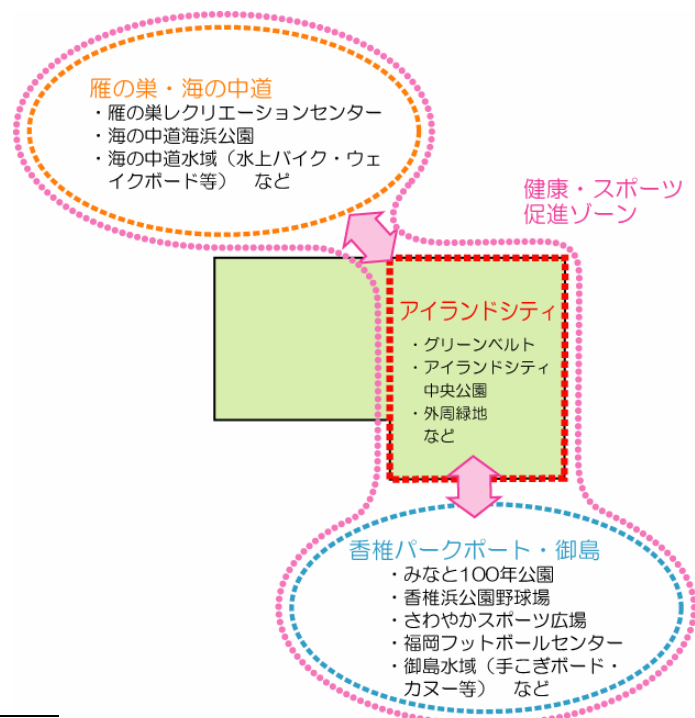 雁の巣・海の中道
・雁の巣レクリエーションセンター
・海の中道海浜公園
・海の中道水域（水上バイク・ウェ
イクボード等）　など
健康・スポーツ
促進ゾーン
アイランドシティ
・グリーンベルト
・アイランドシティ
中央公園
・外周緑地
など
香椎パークポート・御島
・みなと100年公園
・香椎浜公園野球場
・さわやかスポーツ広場
・福岡フットボールセンター
・御島水域（手こぎボード・
カヌー等）　など